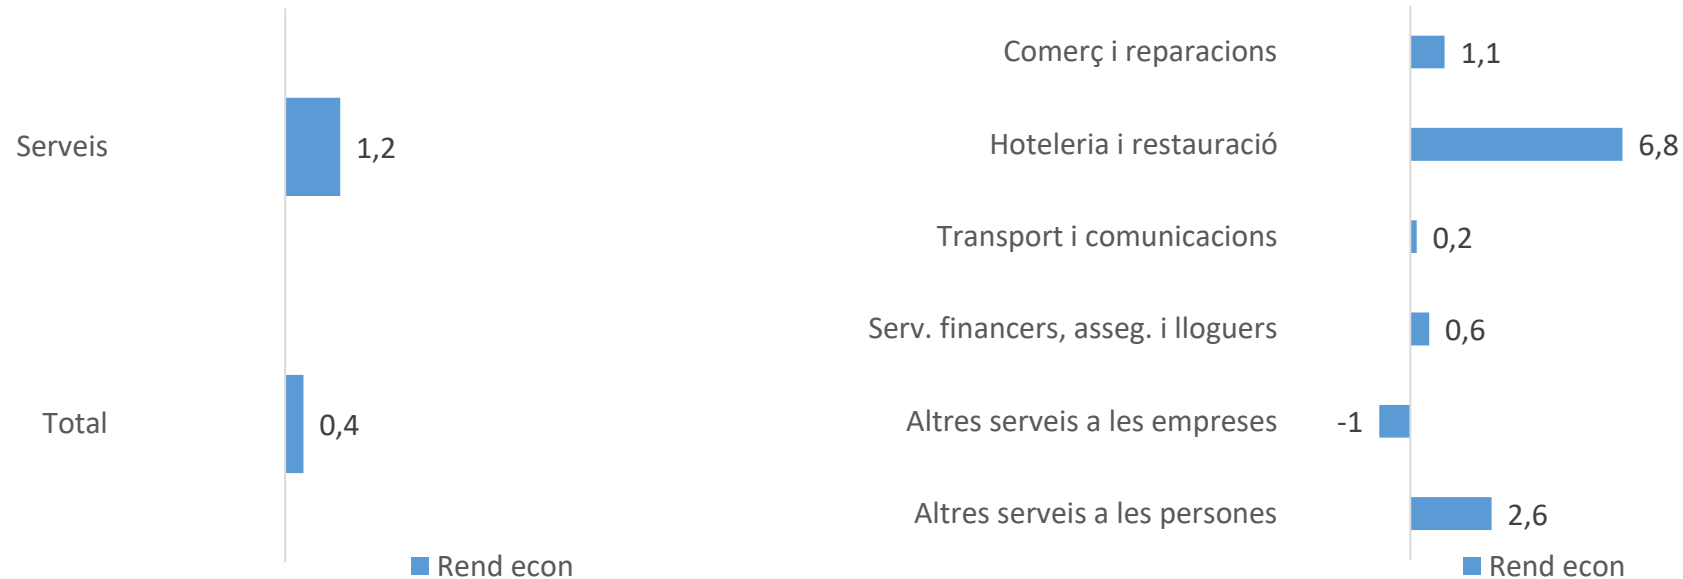 Serveis
1,2
Total
0,4
Rend econ
Comerç i reparacions
1,1
Hoteleria i restauració
6,8
Transport i comunicacions
0,2
Serv. financers, asseg. i lloguers
0,6
Altres serveis a les empreses
-1
Altres serveis a les persones
2,6
Rend econ